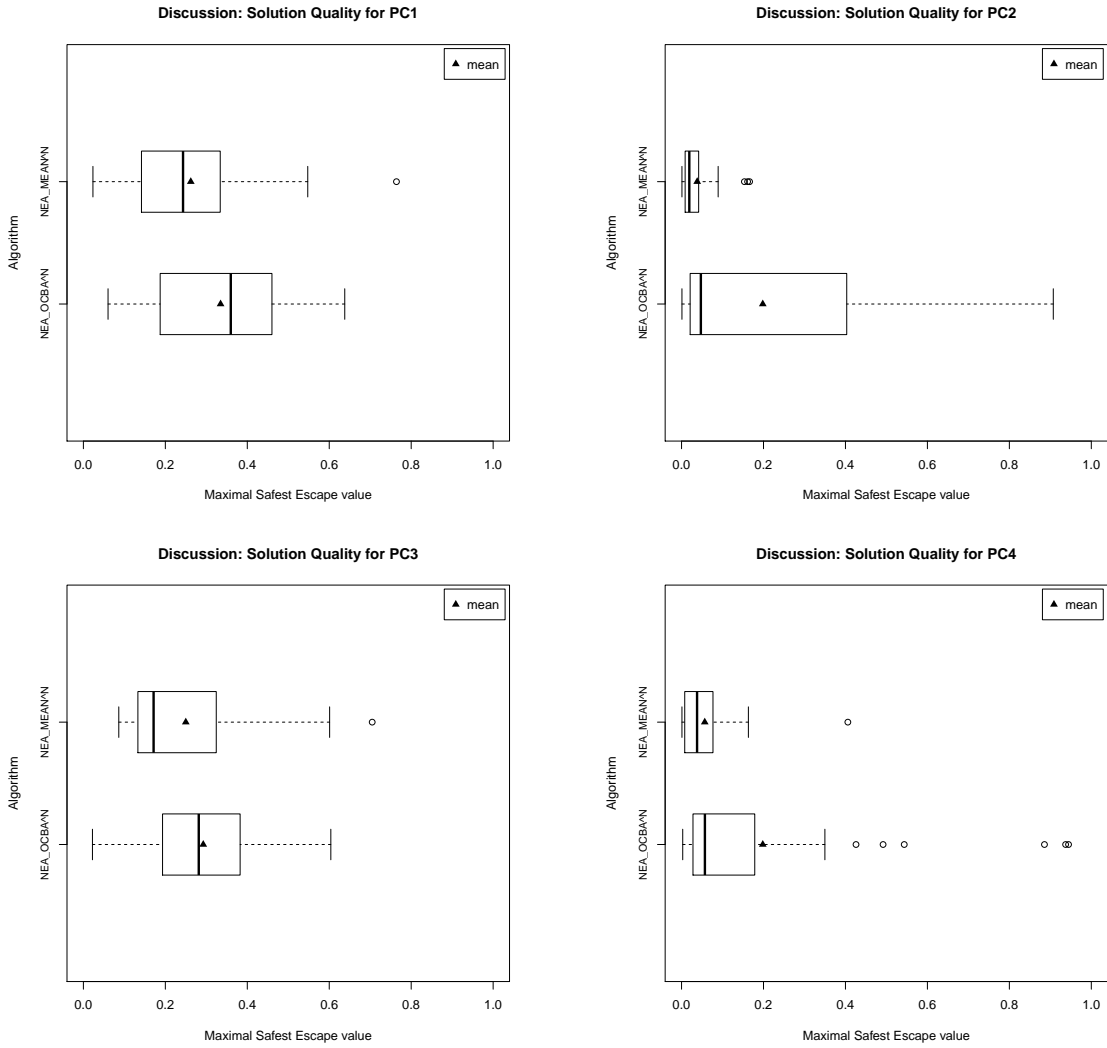 Discussion: Solution Quality for PC1
mean
NEA_MEAN^N
NEA_OCBA^N
Algorithm
0.0 0.2 0.4 0.6 0.8 1.0
Maximal Safest Escape value
Discussion: Solution Quality for PC2
mean
NEA_MEAN^N
NEA_OCBA^N
Algorithm
0.0 0.2 0.4 0.6 0.8 1.0
Maximal Safest Escape value
Discussion: Solution Quality for PC3
mean
NEA_MEAN^N
NEA_OCBA^N
Algorithm
0.0 0.2 0.4 0.6 0.8 1.0
Maximal Safest Escape value
Discussion: Solution Quality for PC4
mean
NEA_MEAN^N
NEA_OCBA^N
Algorithm
0.0 0.2 0.4 0.6 0.8 1.0
Maximal Safest Escape value